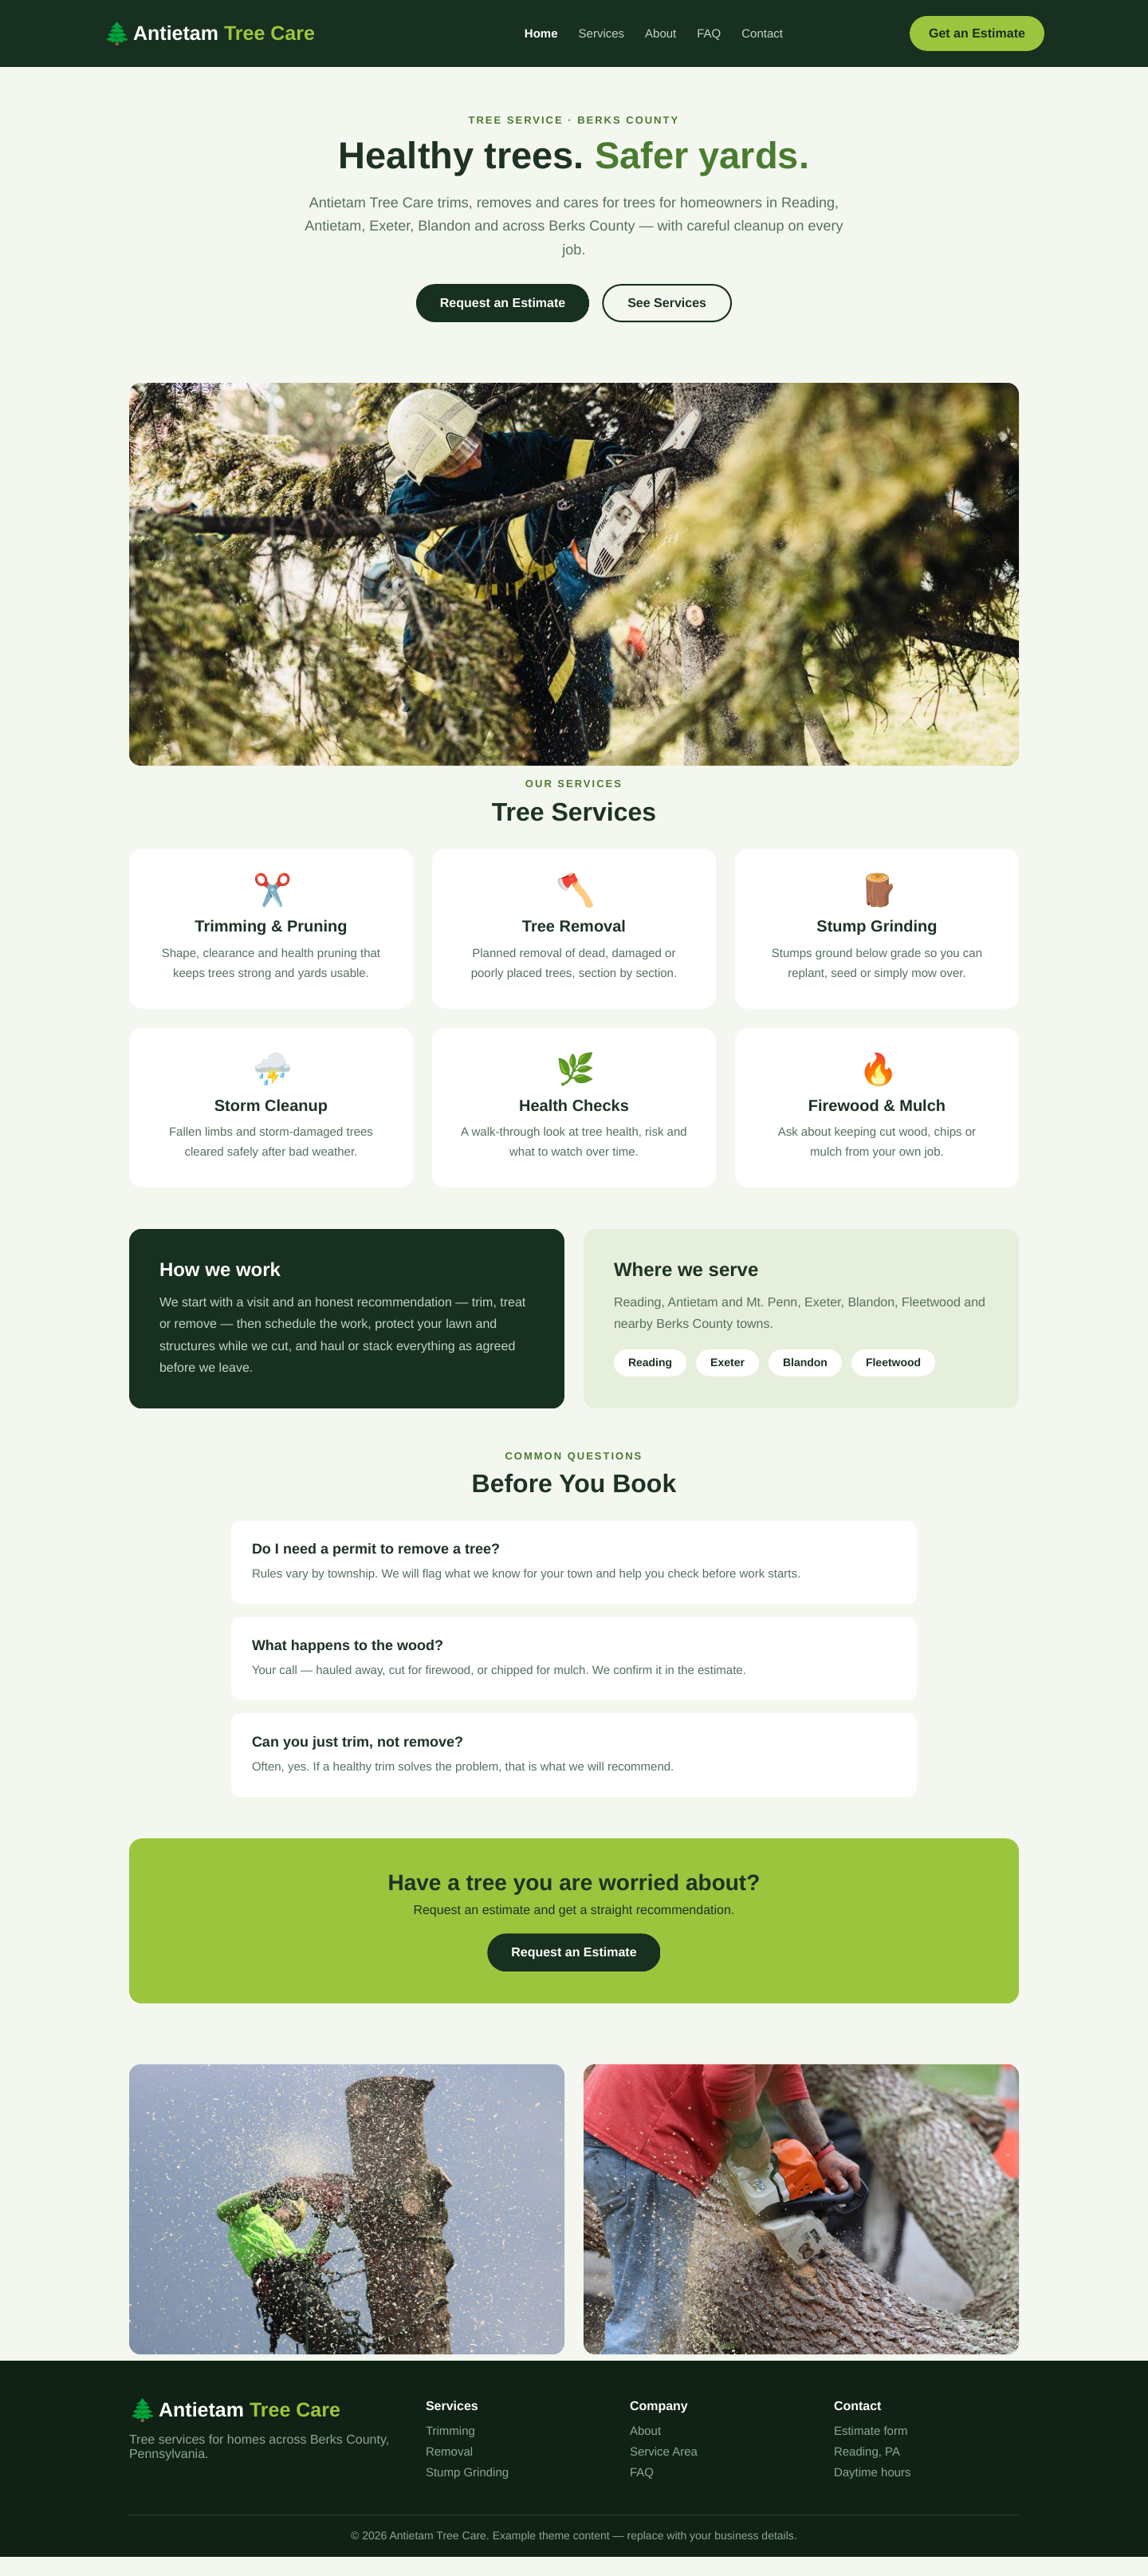 Antietam Tree Care
Home Services About FAQ Contact
Get an Estimate
TREE SERVICE · BERKS COUNTY
Healthy trees. Safer yards.
Antietam Tree Care trims, removes and cares for trees for homeowners in Reading,
Antietam, Exeter, Blandon and across Berks County — with careful cleanup on every
job.
Request an Estimate
See Services
STIHL
OUR SERVICES
Tree Services
Trimming & Pruning
Shape, clearance and health pruning that
keeps trees strong and yards usable.
Tree Removal
Planned removal of dead, damaged or
poorly placed trees, section by section.
Stump Grinding
Stumps ground below grade so you can
replant, seed or simply mow over.
Storm Cleanup
Fallen limbs and storm-damaged trees
cleared safely after bad weather.
Health Checks
A walk-through look at tree health, risk and
what to watch over time.
Firewood & Mulch
Ask about keeping cut wood, chips or
mulch from your own job.
How we work
We start with a visit and an honest recommendation — trim, treat
or remove — then schedule the work, protect your lawn and
structures while we cut, and haul or stack everything as agreed
before we leave.
Where we serve
Reading, Antietam and Mt. Penn, Exeter, Blandon, Fleetwood and
nearby Berks County towns.
Reading Exeter Blandon Fleetwood
COMMON QUESTIONS
Before You Book
Do I need a permit to remove a tree?
Rules vary by township. We will flag what we know for your town and help you check before work starts.
What happens to the wood?
Your call — hauled away, cut for firewood, or chipped for mulch. We confirm it in the estimate.
Can you just trim, not remove?
Often, yes. If a healthy trim solves the problem, that is what we will recommend.
Have a tree you are worried about?
Request an estimate and get a straight recommendation.
Request an Estimate
Antietam Tree Care
Tree services for homes across Berks County,
Pennsylvania.
Services
Trimming
Removal
Stump Grinding
Company
About
Service Area
FAQ
Contact
Estimate form
Reading, PA
Daytime hours
© 2026 Antietam Tree Care. Example theme content — replace with your business details.